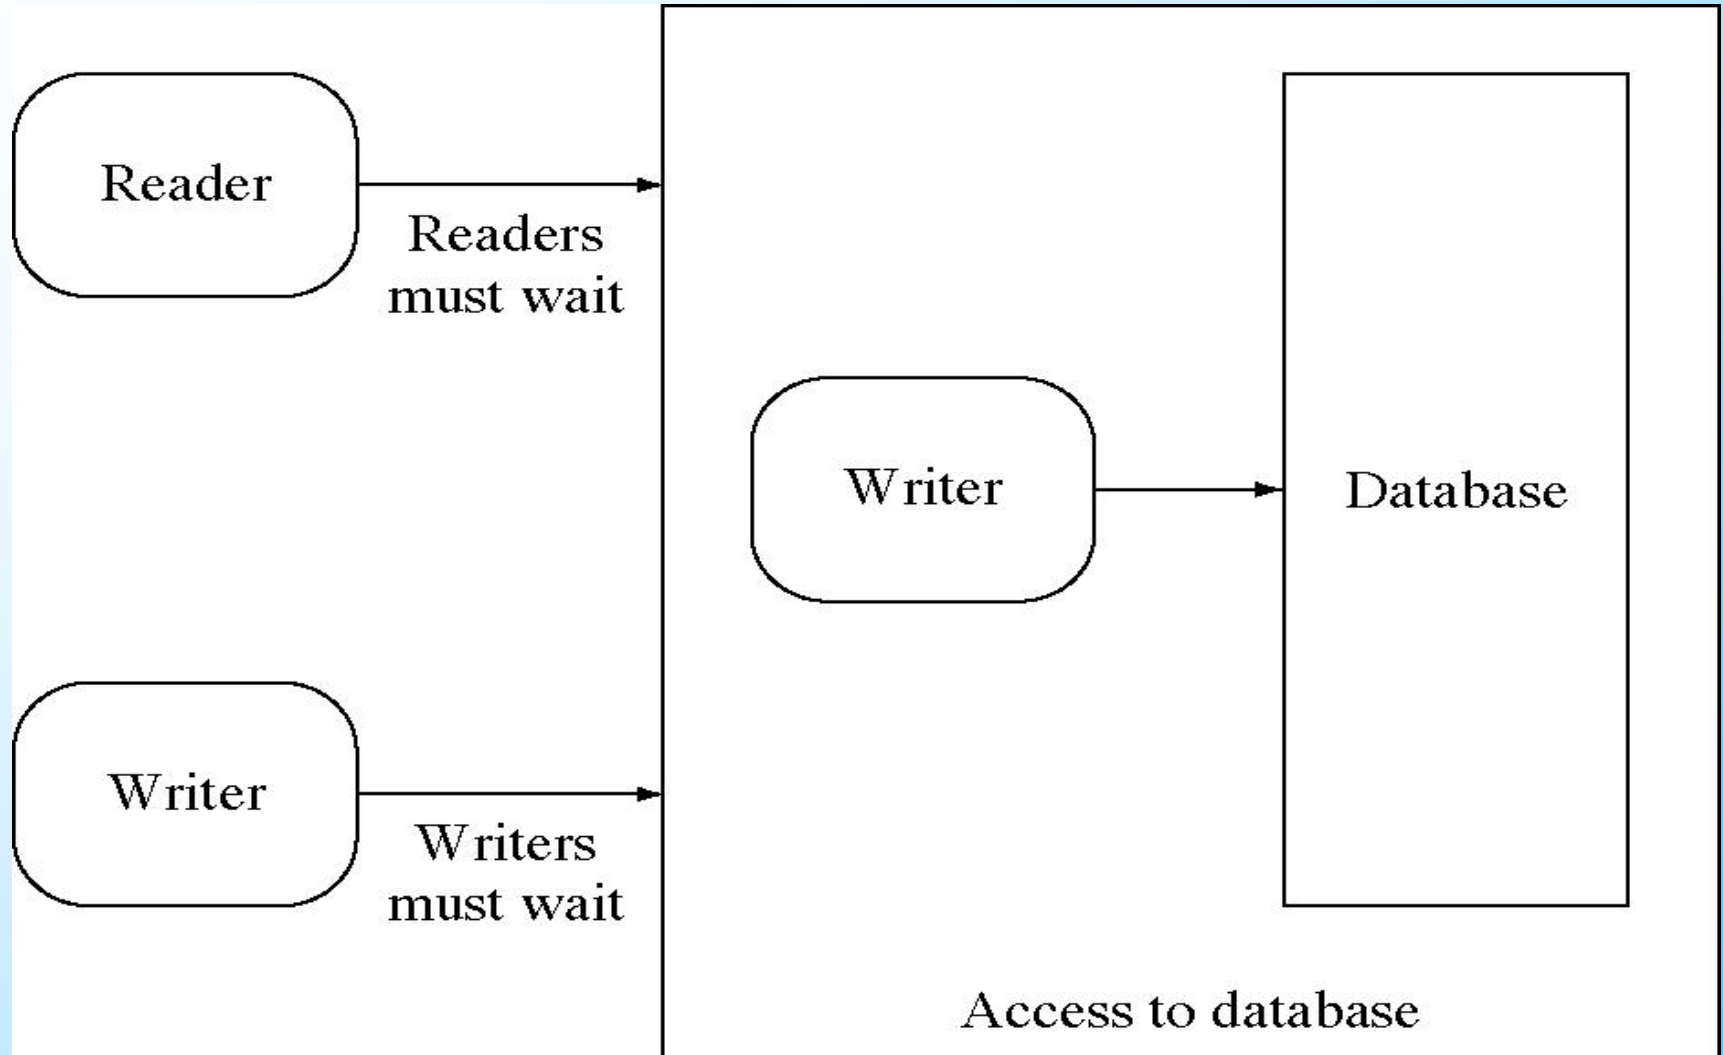 Reader
Readers
must wait
Writer
Database
Writer
Writers
must wait
Access to database